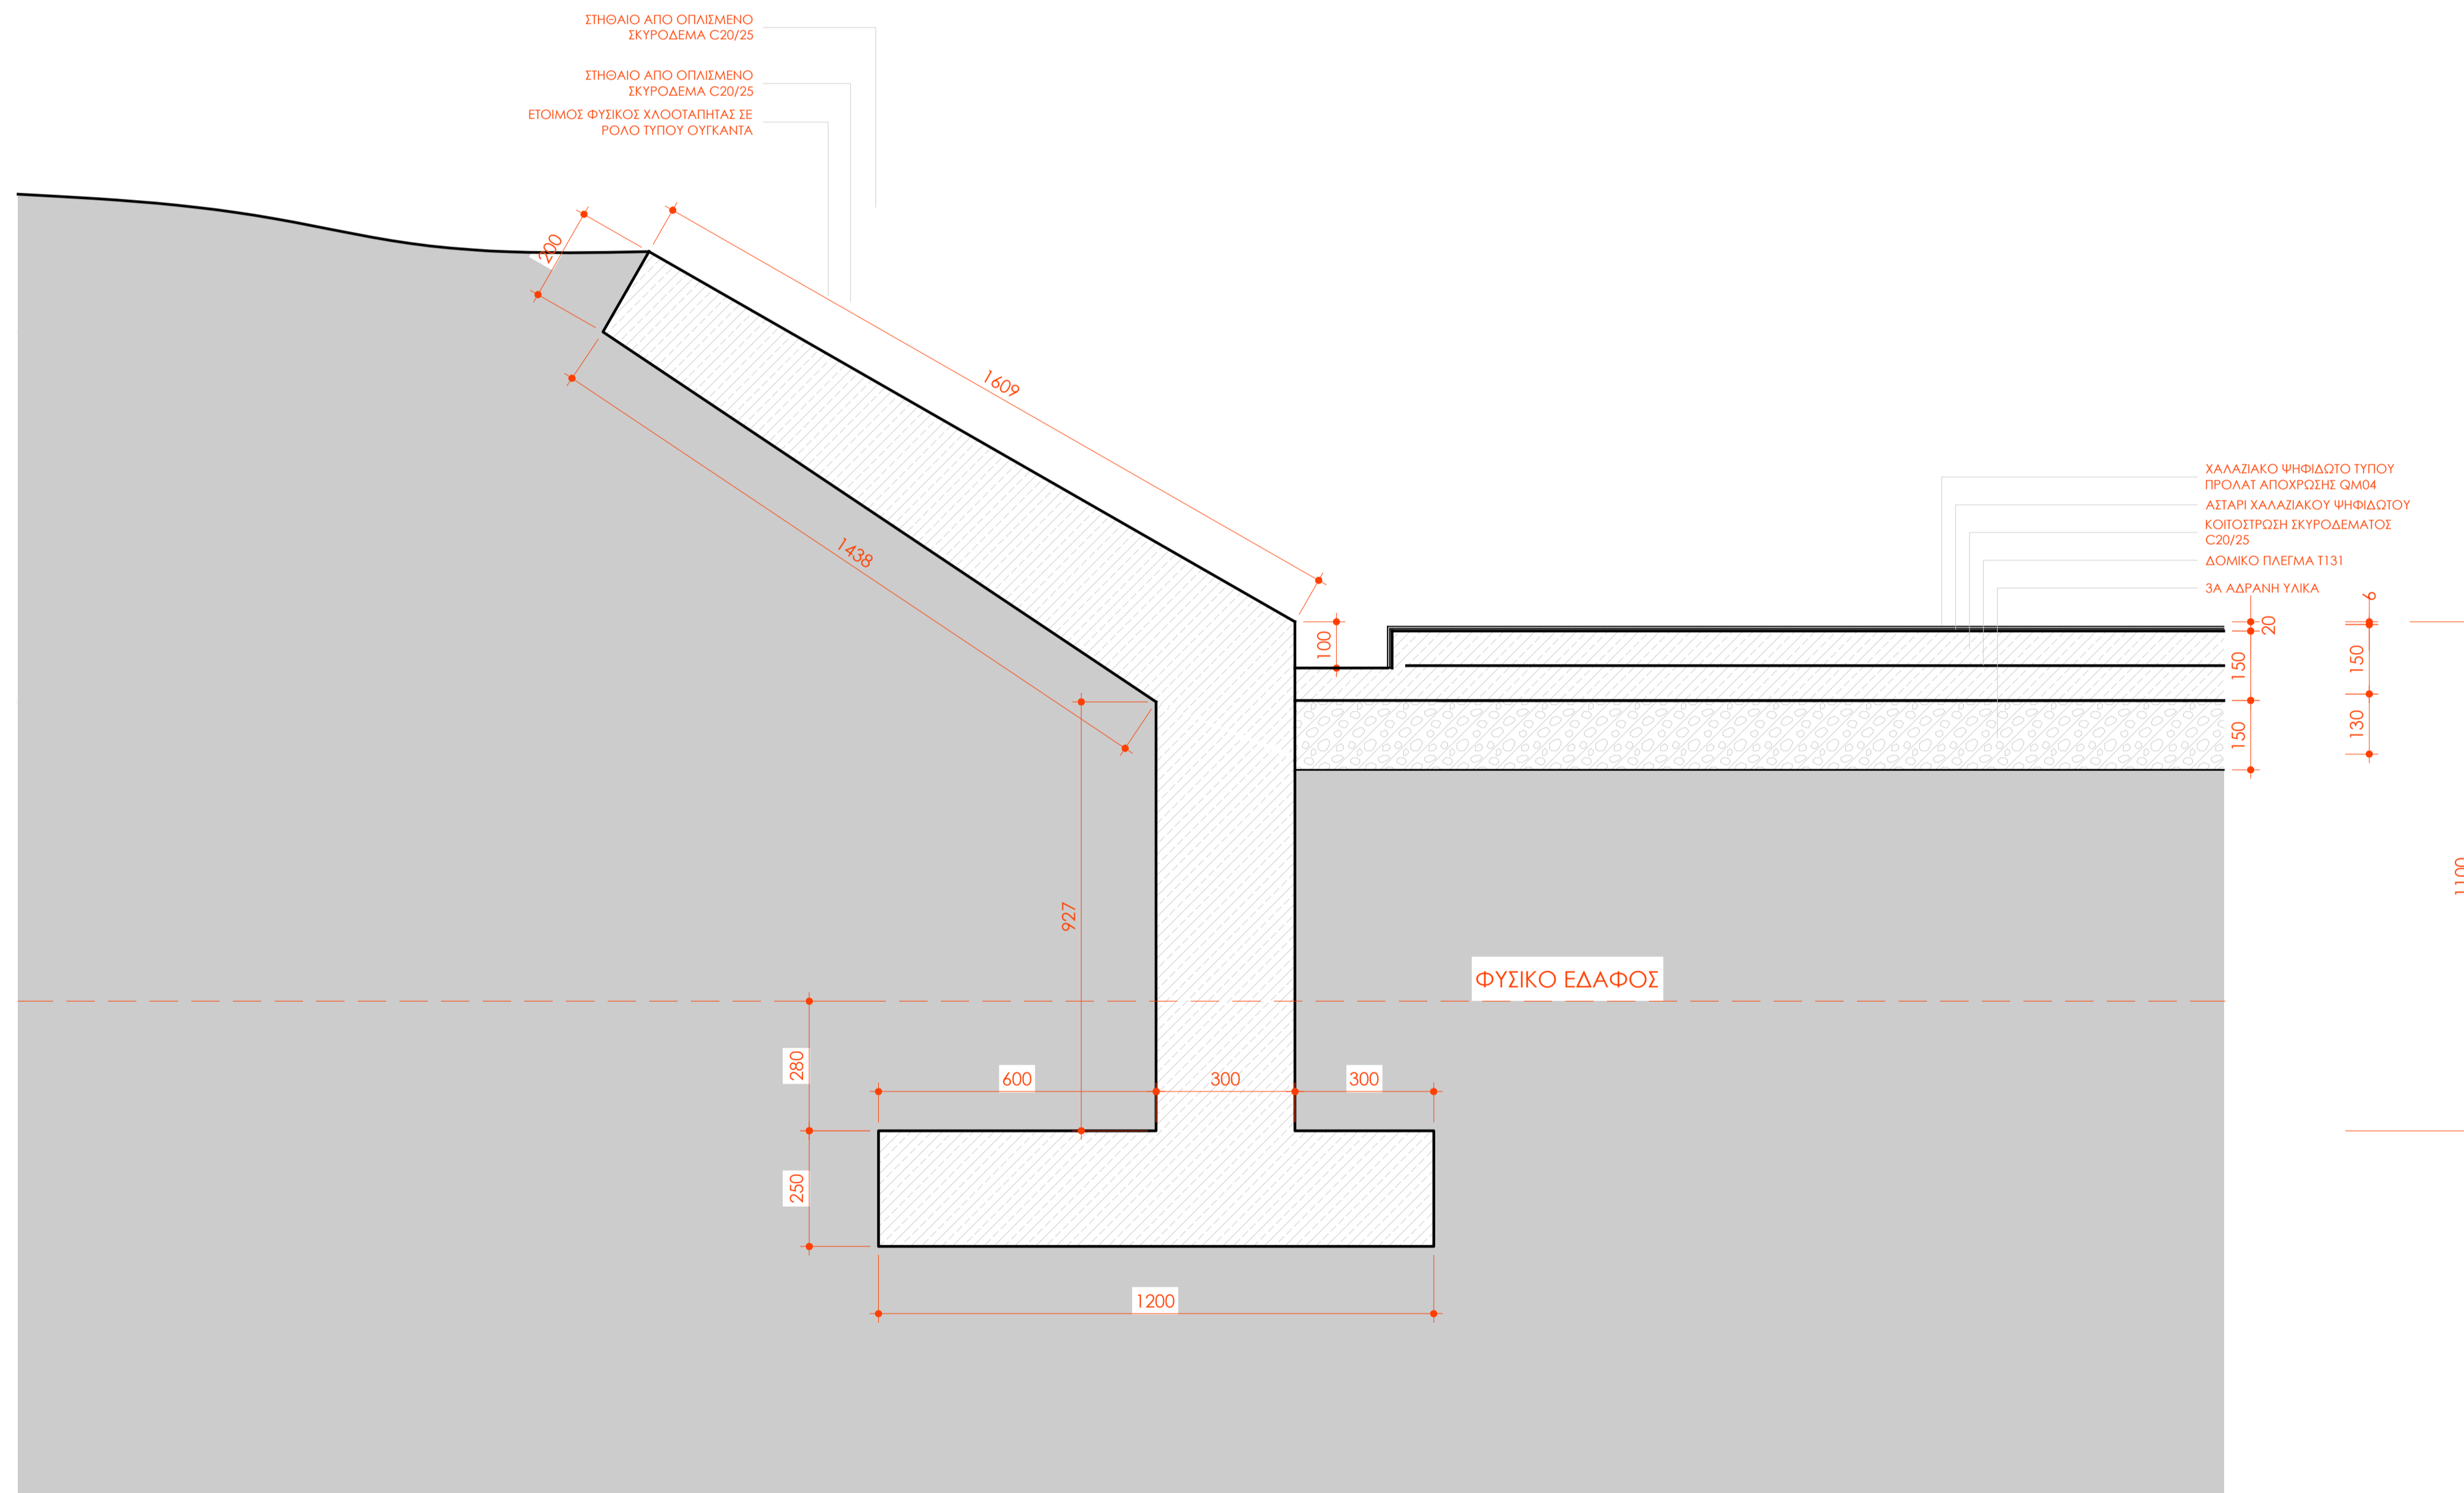 ΣΤΗΘΑΙΟ ΑΠΟ ΟΠΛΙΣΜΕΝΟ
ΣΚΥΡΟΔΕΜΑ C20/25
ΣΤΗΘΑΙΟ ΑΠΟ ΟΠΛΙΣΜΕΝΟ
ΣΚΥΡΟΔΕΜΑ C20/25
ΕΤΟΙΜΟΣ ΦΥΣΙΚΟΣ ΧΛΟΟΤΑΠΗΤΑΣ ΣΕ
ΡΟΛΟ ΤΥΠΟΥ ΟΥΓΚΑΝΤΑ
200
1609
1438
ΧΑΛΑΖΙΑΚΟ ΨΗΦΙΔΩΤΟ ΤΥΠΟΥ
ΠΡΟΛΑΤ ΑΠΟΧΡΩΣΗΣ QM04
ΑΣΤΑΡΙ ΧΑΛΑΖΙΑΚΟΥ ΨΗΦΙΔΩΤΟΥ
ΚΟΙΤΟΣΤΡΩΣΗ ΣΚΥΡΟΔΕΜΑΤΟΣ
C20/25
ΔΟΜΙΚΟ ΠΛΕΓΜΑ Τ131
3Α ΑΔΡΑΝΗ ΥΛΙΚΑ
6
20
100
150
150
150
130
1100
927
ΦΥΣΙΚΟ ΕΔΑΦΟΣ
280
600
300
300
250
1200